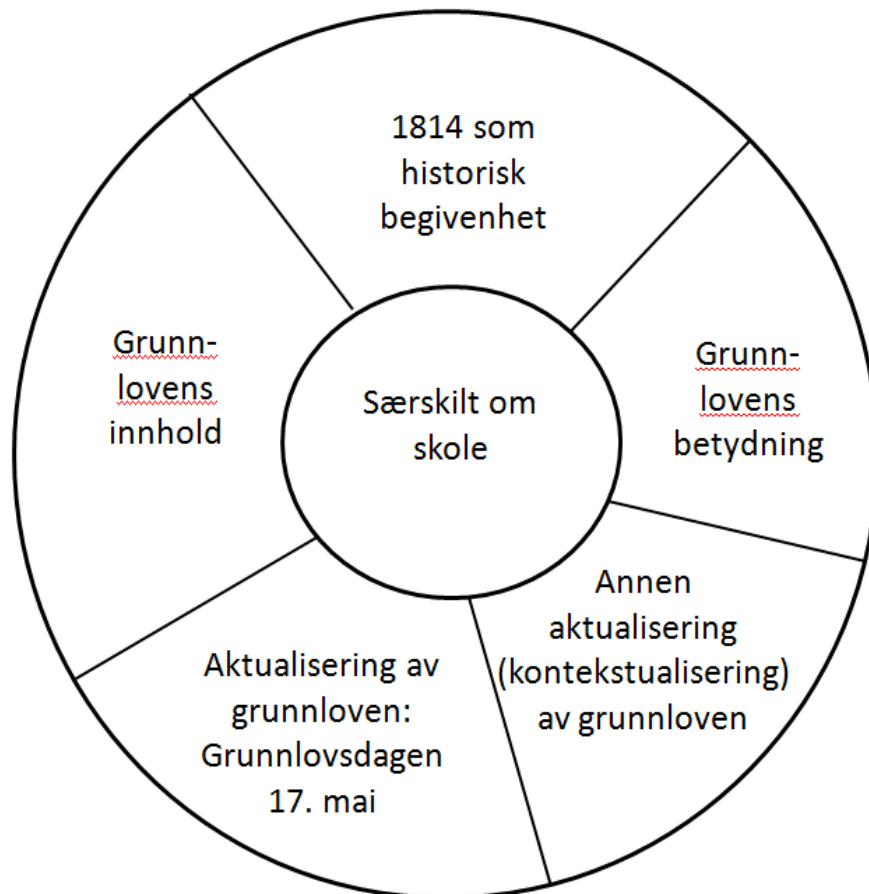 1814 som
historisk
begivenhet
Grunn-
lovens
innhold
Særskilt om
skole
Grunn-
lovens
betydning
Annen
aktualisering
(kontekstualisering)
av grunnloven
Aktualisering av
grunnloven:
Grunnlovsdagen
17. mai